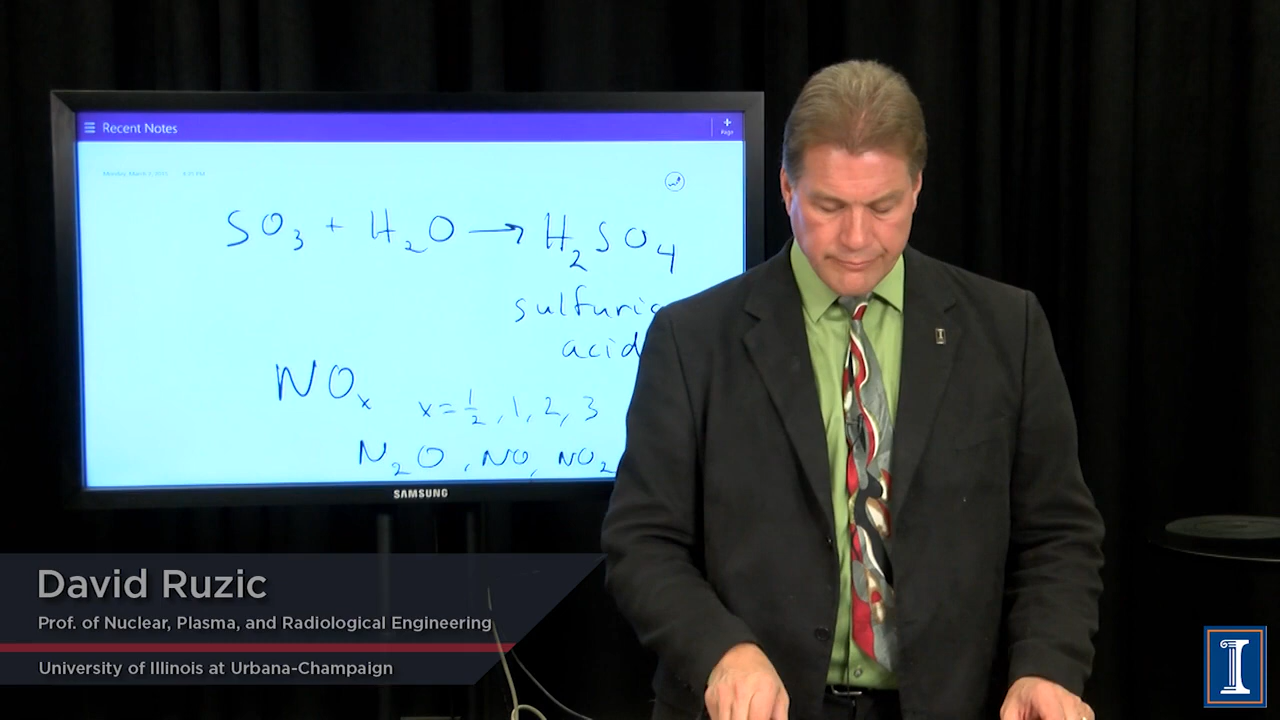 Recent Notes
+
Page
SO₃ + H₂O → H₂SO₄
sulfuric
acid
NOₓ x = 1/2, 1, 2, 3
N₂O, NO, NO₂
SAMSUNG
David Ruzic
Prof. of Nuclear, Plasma, and Radiological Engineering
University of Illinois at Urbana-Champaign
I